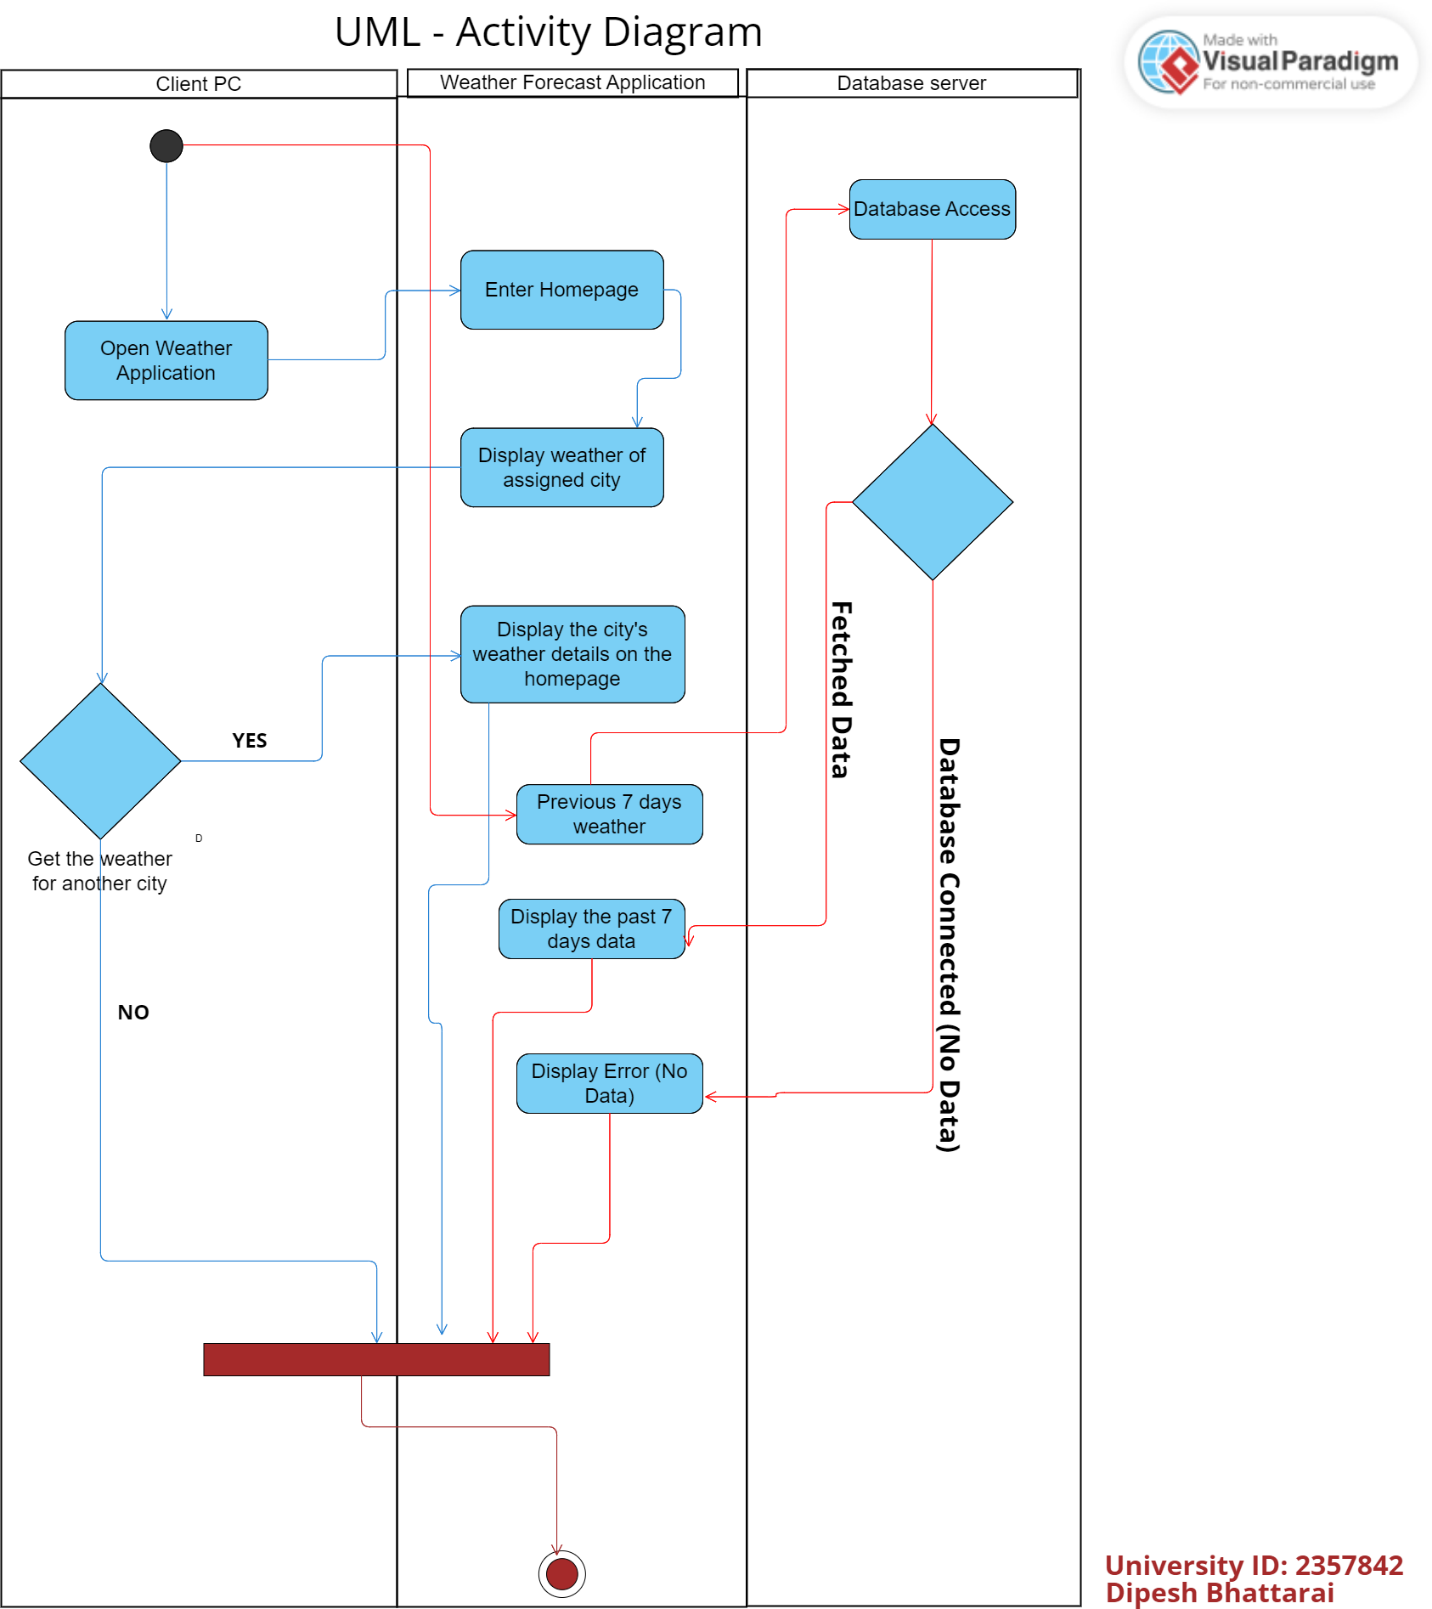 UML - Activity Diagram
Made with
Visual Paradigm
For non-commercial use
Client PC
Weather Forecast Application
Database server
Database Access
Enter Homepage
Open Weather
Application
Display weather of
assigned city
Display the city's
weather details on the
homepage
Fetched Data
YES
Database Connected (No Data)
Previous 7 days
weather
D
Get the weather
for another city
Display the past 7
days data
NO
Display Error (No
Data)
University ID: 2357842
Dipesh Bhattarai